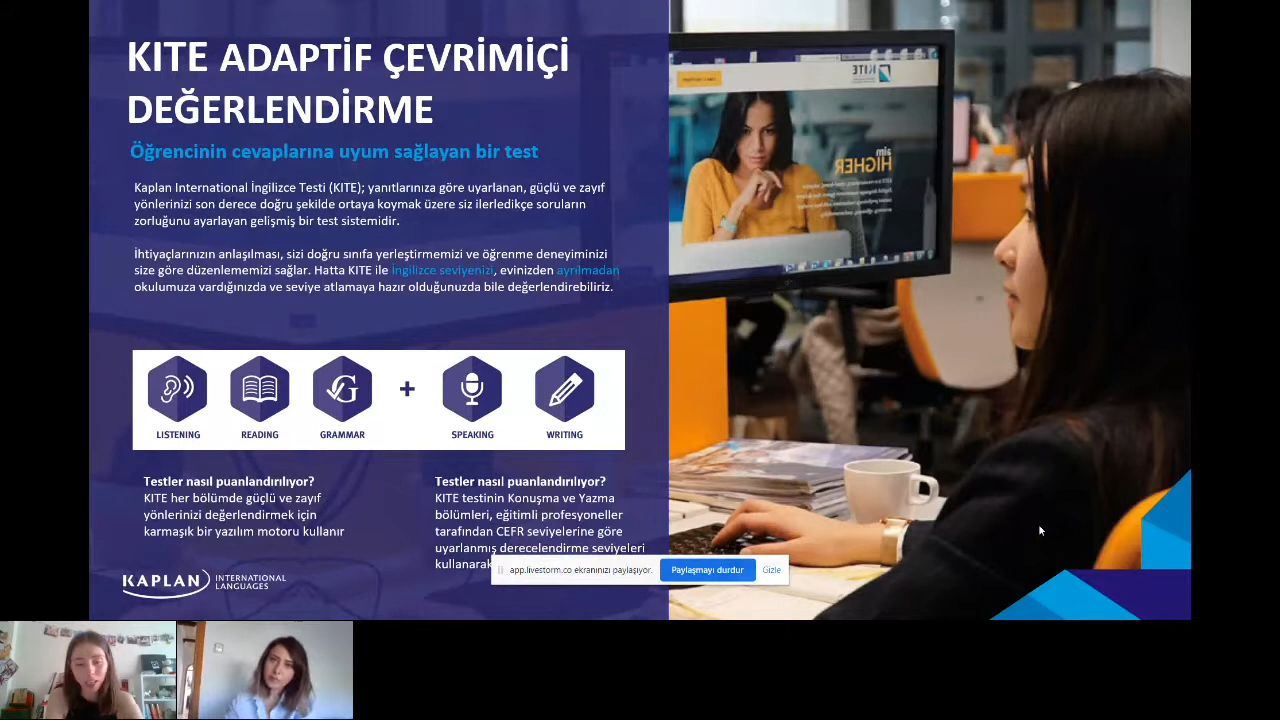 KITE ADAPTİF ÇEVRİMİÇİ
DEĞERLENDİRME
Öğrencinin cevaplarına uyum sağlayan bir test
Kaplan International İngilizce Testi (KITE); yanıtlarınıza göre uyarlanan, güçlü ve zayıf
yönlerinizi son derece doğru şekilde ortaya koymak üzere siz ilerledikçe soruların
zorluğunu ayarlayan gelişmiş bir test sistemidir.
İhtiyaçlarınızın anlaşılması, sizi doğru sınıfa yerleştirmemizi ve öğrenme deneyiminizi
size göre düzenlememizi sağlar. Hatta KITE ile İngilizce seviyenizi, evinizden ayrılmadan
okulumuza vardığınızda ve seviye atlamaya hazır olduğunuzda bile değerlendirebiliriz.
LISTENING
READING
G
GRAMMAR
+
SPEAKING
WRITING
Testler nasıl puanlandırılıyor?
KITE her bölümde güçlü ve zayıf
yönlerinizi değerlendirmek için
karmaşık bir yazılım motoru kullanır
Testler nasıl puanlandırılıyor?
KITE testinin Konuşma ve Yazma
bölümleri, eğitimli profesyoneller
tarafından CEFR seviyelerine göre
uyarlanmış derecelendirme seviyeleri
kullanarak
KAPLAN INTERNATIONAL
LANGUAGES
app.livestorm.co ekranınızı paylaşıyor.
Paylaşmayı durdur
Gizle
KITE
aim
HIGHER